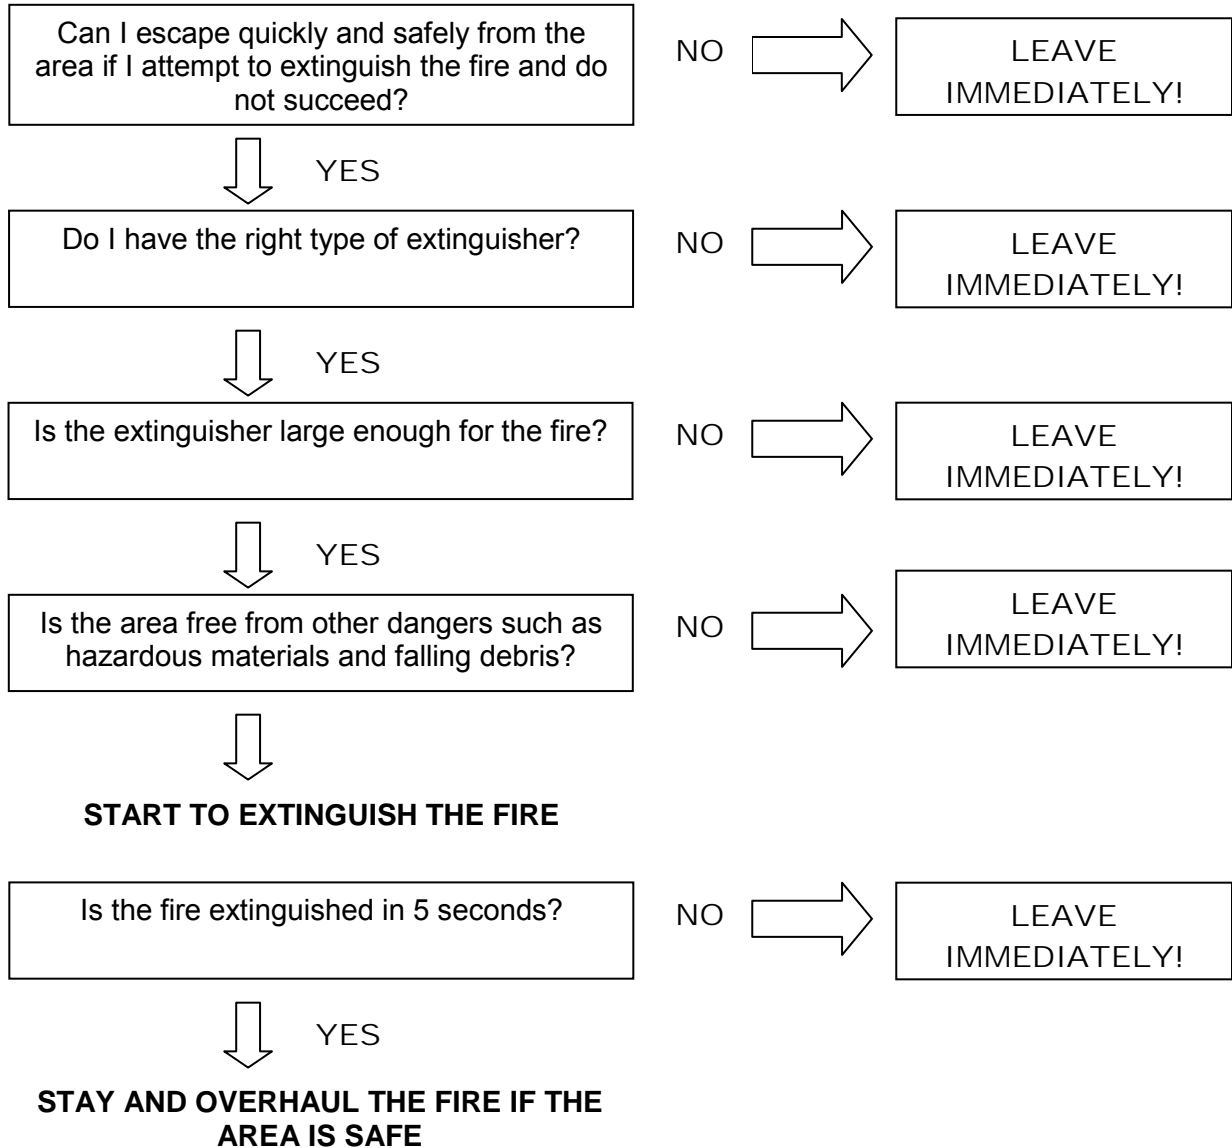 Can I escape quickly and safely from the
area if I attempt to extinguish the fire and do
not succeed?
NO
LEAVE
IMMEDIATELY!
YES
Do I have the right type of extinguisher?
NO
LEAVE
IMMEDIATELY!
YES
Is the extinguisher large enough for the fire?
NO
LEAVE
IMMEDIATELY!
YES
Is the area free from other dangers such as
hazardous materials and falling debris?
NO
LEAVE
IMMEDIATELY!
START TO EXTINGUISH THE FIRE
Is the fire extinguished in 5 seconds?
NO
LEAVE
IMMEDIATELY!
YES
STAY AND OVERHAUL THE FIRE IF THE
AREA IS SAFE